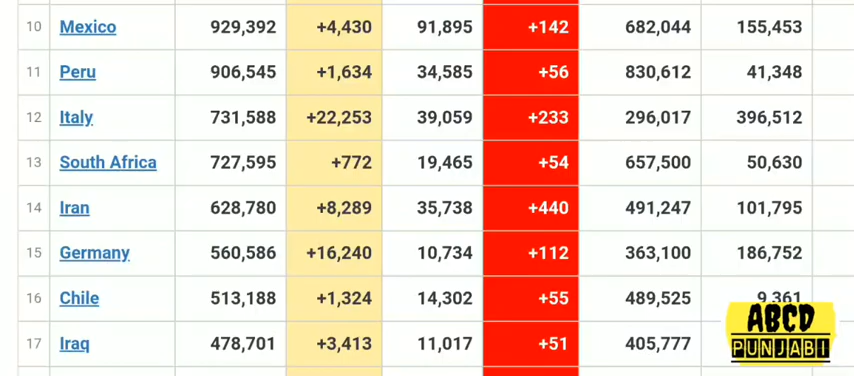 10 Mexico 929,392 +4,430 91,895 +142 682,044 155,453
11 Peru 906,545 +1,634 34,585 +56 830,612 41,348
12 Italy 731,588 +22,253 39,059 +233 296,017 396,512
13 South Africa 727,595 +772 19,465 +54 657,500 50,630
14 Iran 628,780 +8,289 35,738 +440 491,247 101,795
15 Germany 560,586 +16,240 10,734 +112 363,100 186,752
16 Chile 513,188 +1,324 14,302 +55 489,525 9,361
17 Iraq 478,701 +3,413 11,017 +51 405,777
ABCD
PUNJABI